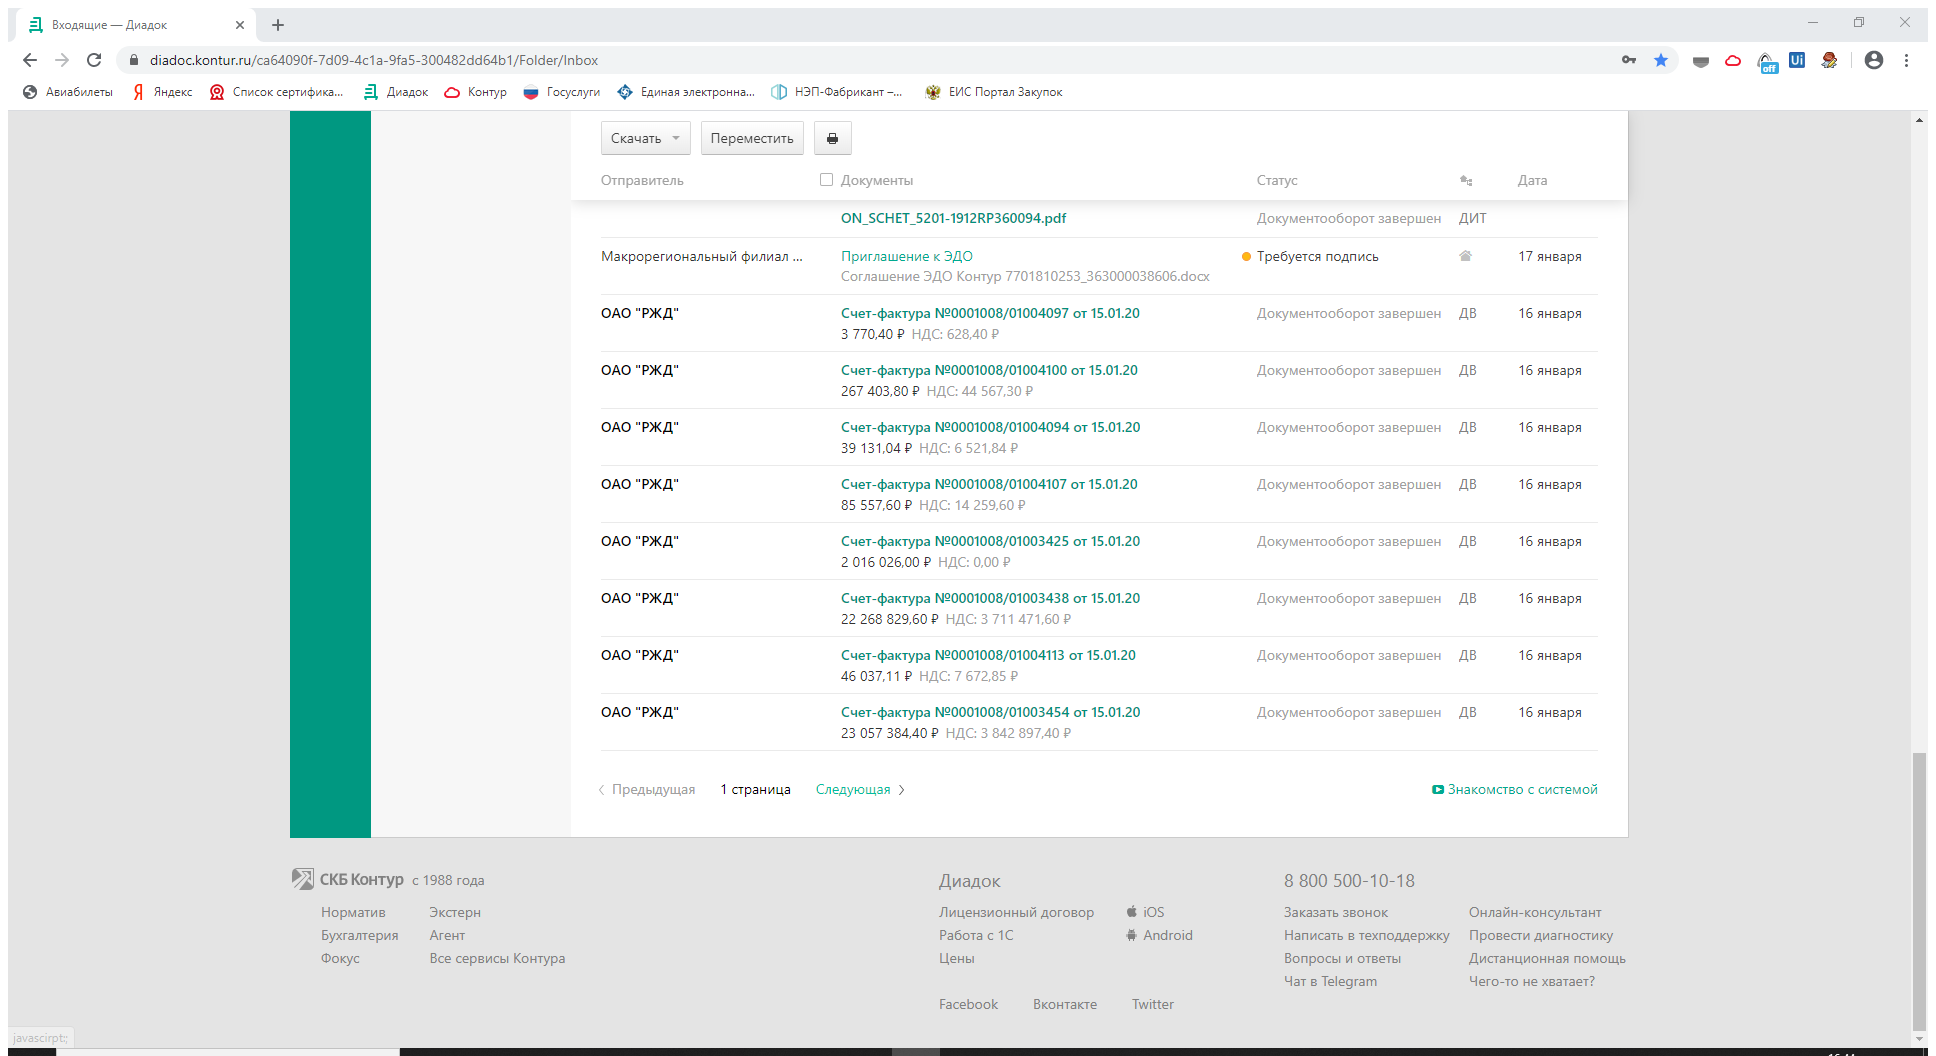 Входящие — Диадок
diadoc.kontur.ru/ca64090f-7d09-4c1a-9fa5-300482dd64b1/Folder/Inbox
off
Ui
Авиабилеты Яндекс Список сертифика... Диадок Контур Госуслуги Единая электронна... НЭП-Фабрикант –... ЕИС Портал Закупок
Скачать Переместить
Отправитель Документы Статус Дата
ON_SCHET_5201-1912RP360094.pdf Документооборот завершен ДИТ
Макрорегиональный филиал ... Приглашение к ЭДО Требуется подпись 17 января
Соглашение ЭДО Контур 7701810253_363000038606.docx
ОАО "РЖД" Счет-фактура №0001008/01004097 от 15.01.20 Документооборот завершен ДВ 16 января
3 770,40 ₽ НДС: 628,40 ₽
ОАО "РЖД" Счет-фактура №0001008/01004100 от 15.01.20 Документооборот завершен ДВ 16 января
267 403,80 ₽ НДС: 44 567,30 ₽
ОАО "РЖД" Счет-фактура №0001008/01004094 от 15.01.20 Документооборот завершен ДВ 16 января
39 131,04 ₽ НДС: 6 521,84 ₽
ОАО "РЖД" Счет-фактура №0001008/01004107 от 15.01.20 Документооборот завершен ДВ 16 января
85 557,60 ₽ НДС: 14 259,60 ₽
ОАО "РЖД" Счет-фактура №0001008/01003425 от 15.01.20 Документооборот завершен ДВ 16 января
2 016 026,00 ₽ НДС: 0,00 ₽
ОАО "РЖД" Счет-фактура №0001008/01003438 от 15.01.20 Документооборот завершен ДВ 16 января
22 268 829,60 ₽ НДС: 3 711 471,60 ₽
ОАО "РЖД" Счет-фактура №0001008/01004113 от 15.01.20 Документооборот завершен ДВ 16 января
46 037,11 ₽ НДС: 7 672,85 ₽
ОАО "РЖД" Счет-фактура №0001008/01003454 от 15.01.20 Документооборот завершен ДВ 16 января
23 057 384,40 ₽ НДС: 3 842 897,40 ₽
Предыдущая 1 страница Следующая Знакомство с системой
СКБ Контур с 1988 года Диадок 8 800 500-10-18
Норматив Экстерн Лицензионный договор iOS Заказать звонок Онлайн-консультант
Бухгалтерия Агент Работа с 1С Android Написать в техподдержку Провести диагностику
Фокус Все сервисы Контура Цены Вопросы и ответы Дистанционная помощь
Чат в Telegram Чего-то не хватает?
Facebook Вконтакте Twitter
javascirpt:;